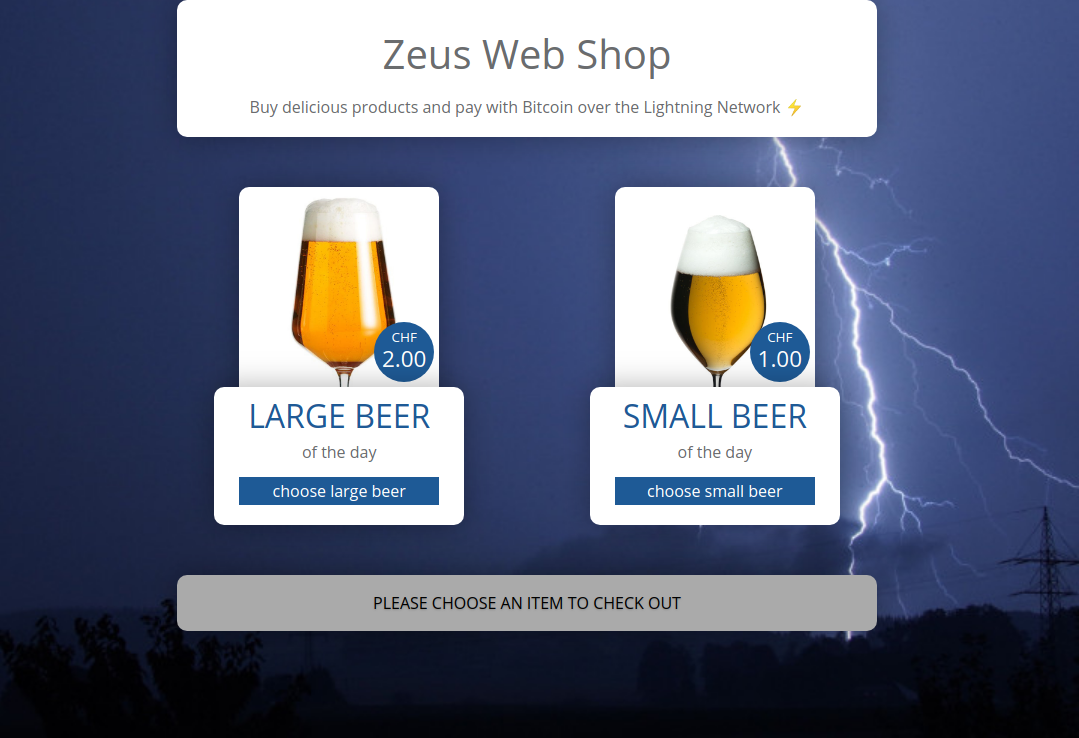 Zeus Web Shop
Buy delicious products and pay with Bitcoin over the Lightning Network ⚡
CHF
2.00
LARGE BEER
of the day
choose large beer
CHF
1.00
SMALL BEER
of the day
choose small beer
PLEASE CHOOSE AN ITEM TO CHECK OUT